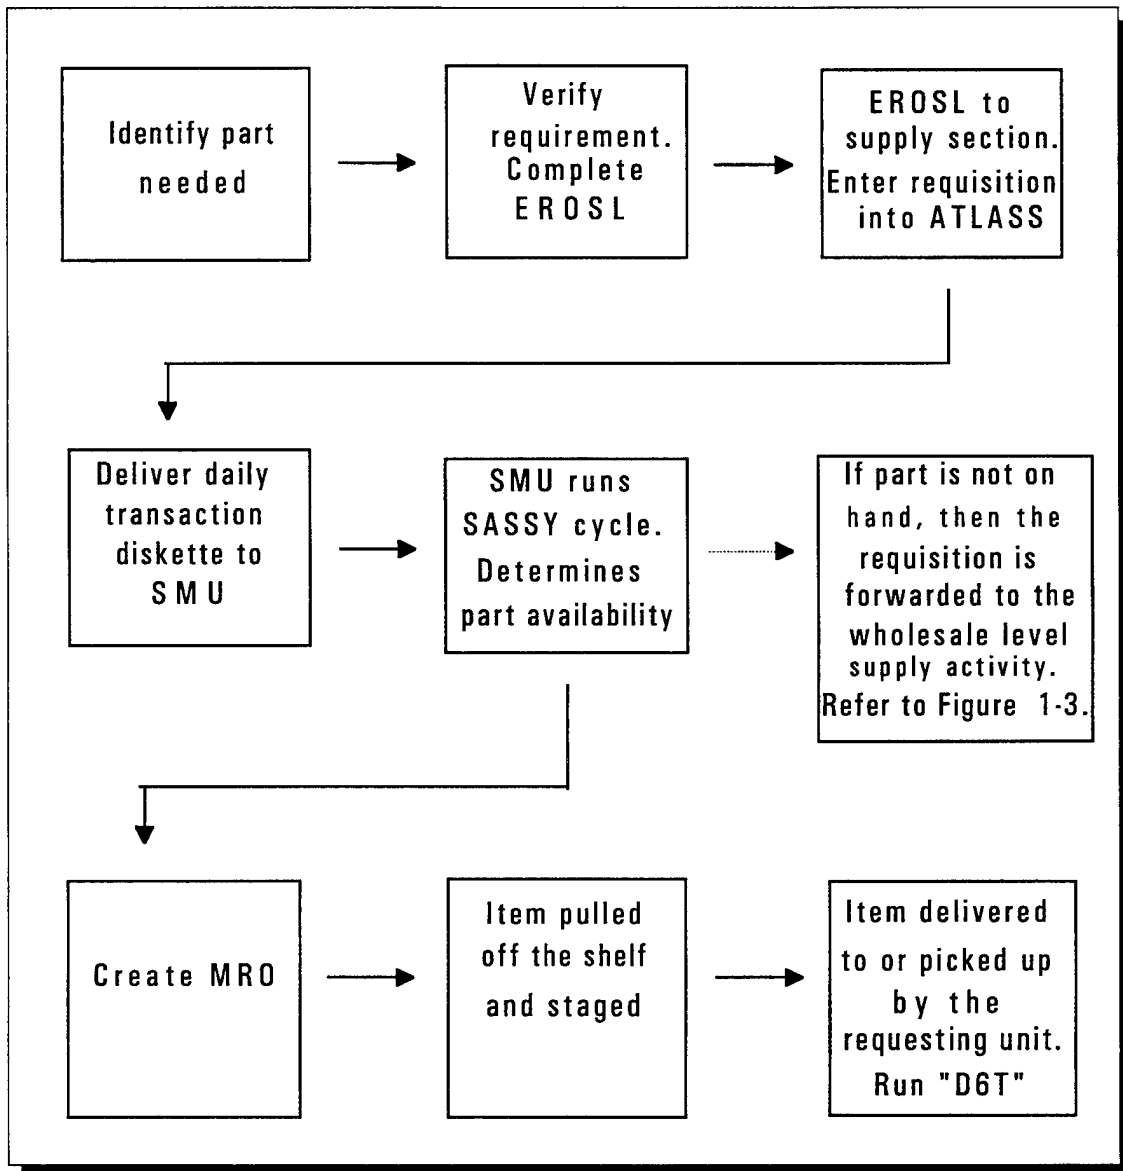 Identify part
needed
Verify
requirement.
Complete
EROSL
EROSL to
supply section.
Enter requisition
into ATLASS
Deliver daily
transaction
diskette to
SMU
SMU runs
SASSY cycle.
Determines
part availability
If part is not on
hand, then the
requisition is
forwarded to the
wholesale level
supply activity.
Refer to Figure 1-3.
Create MRO
Item pulled
off the shelf
and staged
Item delivered
to or picked up
by the
requesting unit.
Run "D6T"